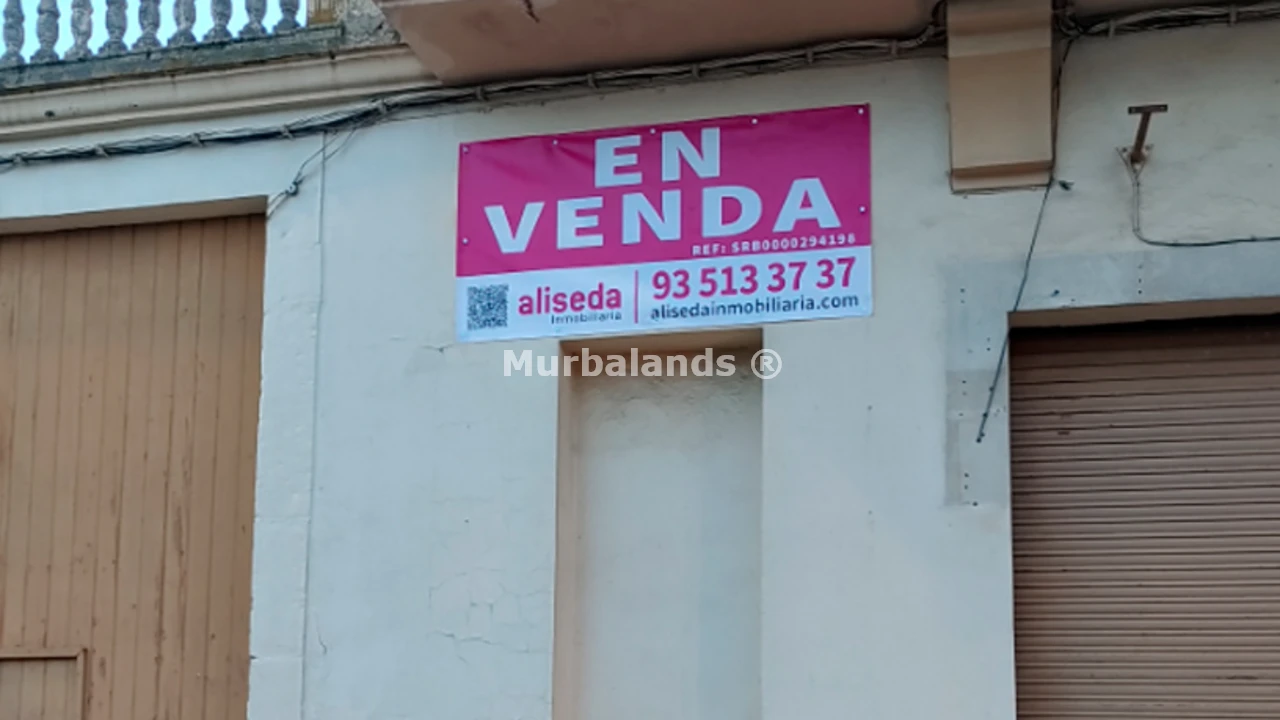 EN
VENDA
REF: SRB0000294198
aliseda
inmobiliaria
93 513 37 37
alisedainmobiliaria.com
Murbalands ®